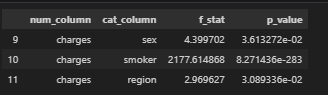 num_column cat_column f_stat p_value
9 charges sex 4.399702 3.613272e-02
10 charges smoker 2177.614868 8.271436e-283
11 charges region 2.969627 3.089336e-02